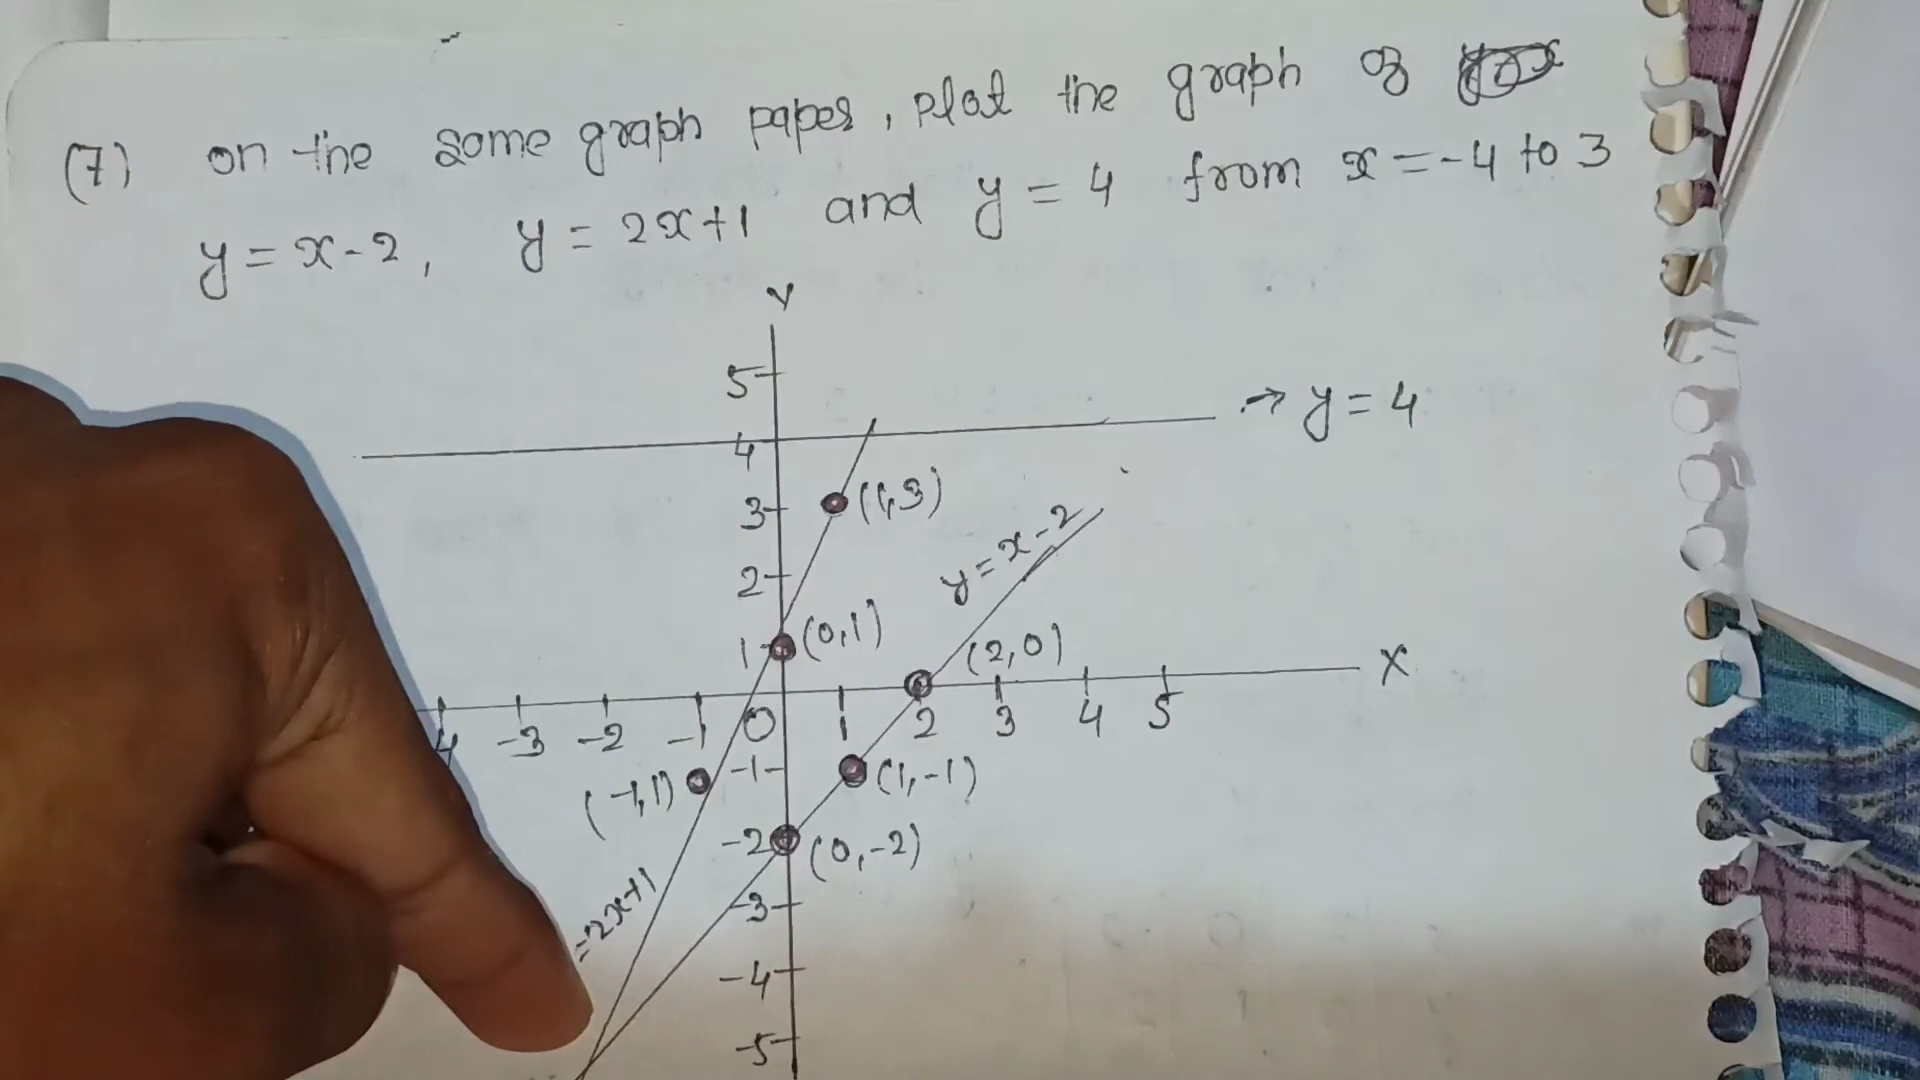 (7) on the same graph paper, plot the graph of
y = x - 2, y = 2x+1 and y = 4 from x = -4 to 3
Y
5
→ y = 4
4
3
(1,3)
y = x - 2
2
1
(0,1)
(2,0)
X
4 -3 -2 -1 0 1 2 3 4 5
(-1,1)
-1
(1,-1)
-2
(0,-2)
= 2x+1
-3
-4
-5